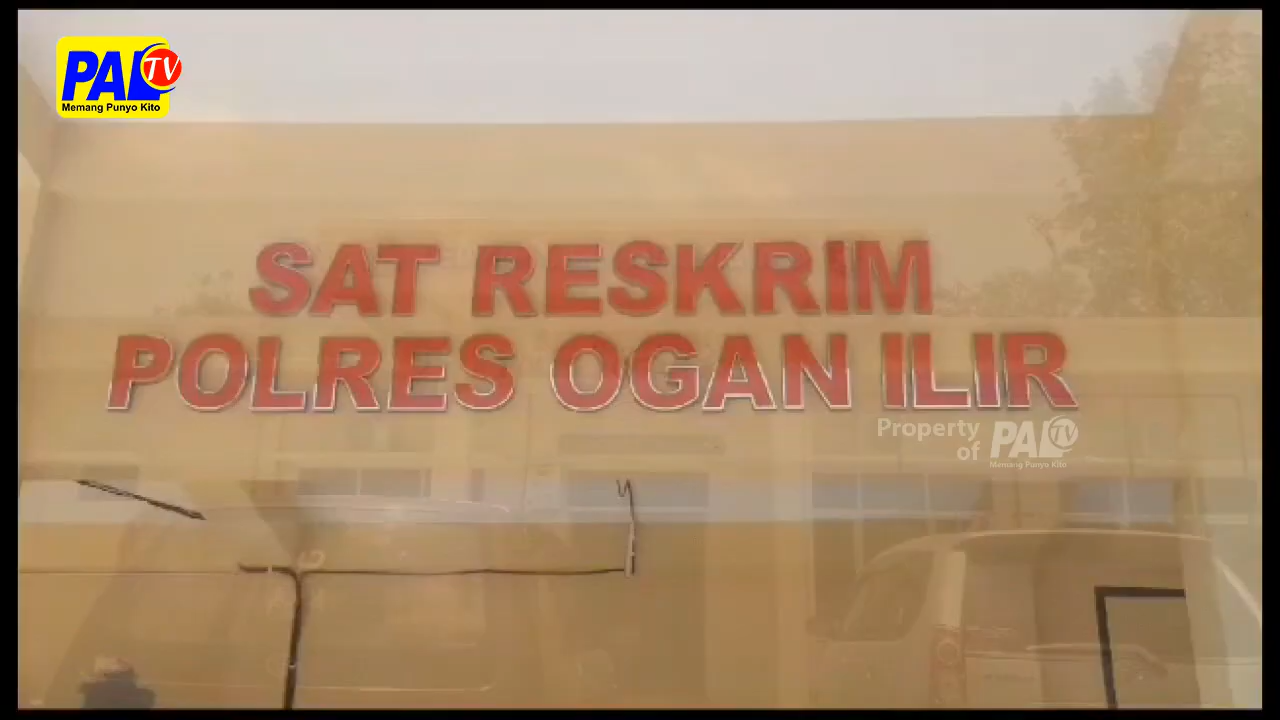 PAL TV
Memang Punyo Kito
SAT RESKRIM
POLRES OGAN ILIR
Property
of
PAL TV
Memang Punyo Kito